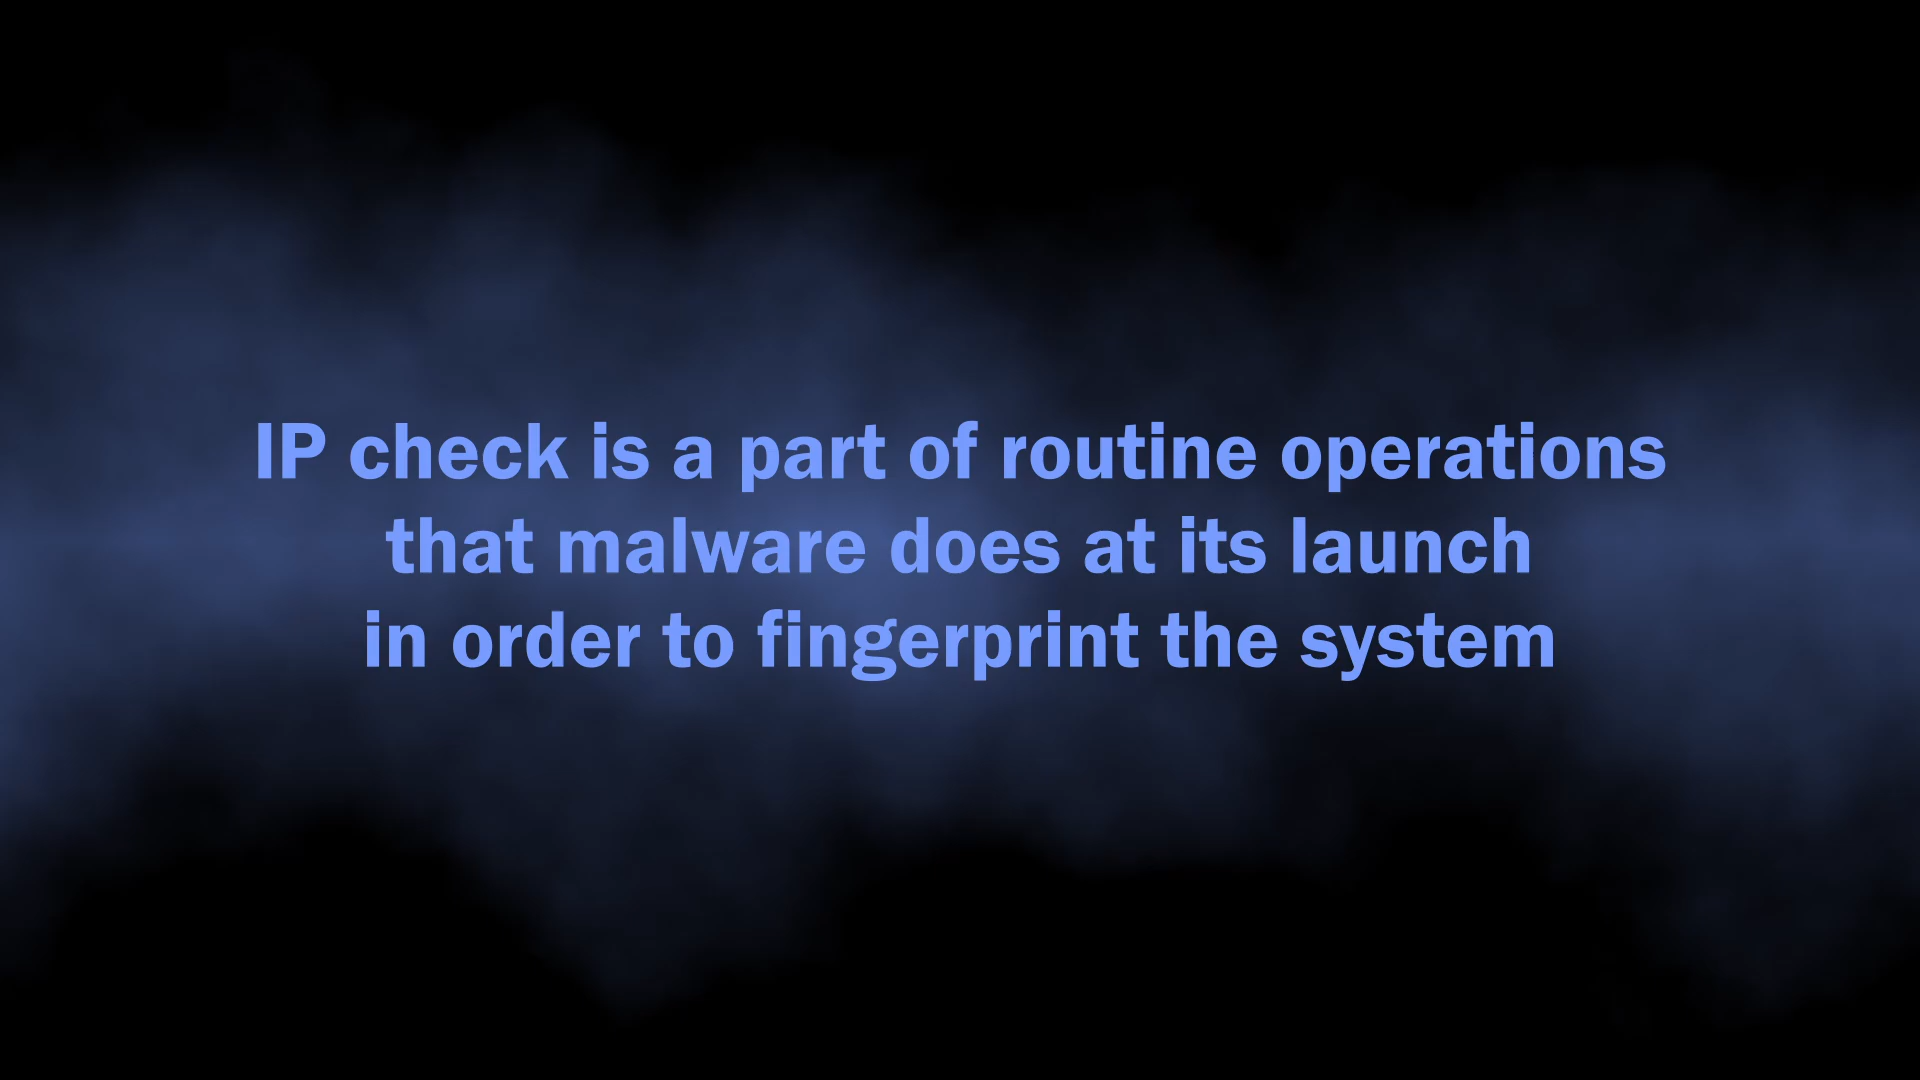 IP check is a part of routine operations
that malware does at its launch
in order to fingerprint the system